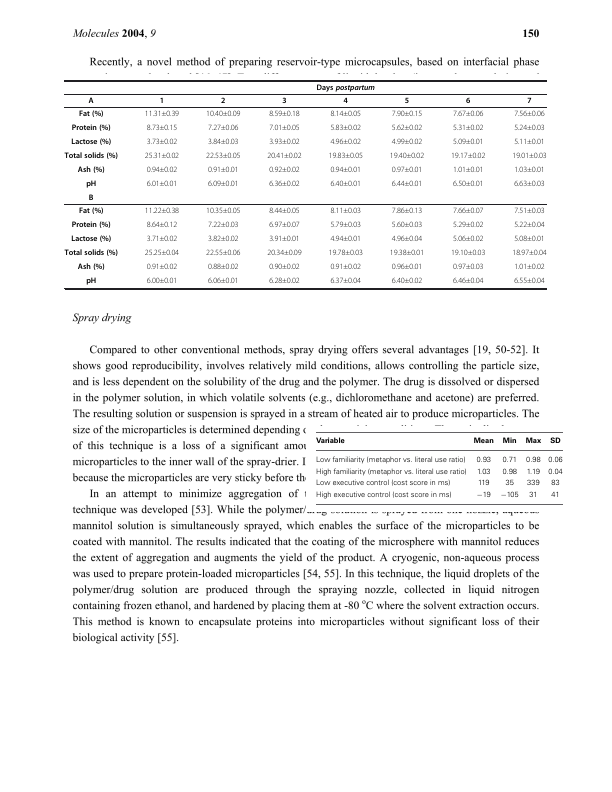 Molecules 2004, 9 150
Recently, a novel method of preparing reservoir-type microcapsules, based on interfacial phase
Days postpartum
A 1 2 3 4 5 6 7
Fat (%) 11.31±0.39 10.40±0.09 8.59±0.18 8.14±0.05 7.90±0.15 7.67±0.06 7.56±0.06
Protein (%) 8.73±0.15 7.27±0.06 7.01±0.05 5.83±0.02 5.62±0.02 5.31±0.02 5.24±0.03
Lactose (%) 3.73±0.02 3.84±0.03 3.93±0.02 4.96±0.02 4.99±0.02 5.09±0.01 5.11±0.01
Total solids (%) 25.31±0.02 22.53±0.05 20.41±0.02 19.83±0.05 19.40±0.02 19.17±0.02 19.01±0.03
Ash (%) 0.94±0.02 0.91±0.01 0.92±0.02 0.94±0.01 0.97±0.01 1.01±0.01 1.03±0.01
pH 6.01±0.01 6.09±0.01 6.36±0.02 6.40±0.01 6.44±0.01 6.50±0.01 6.63±0.03
B
Fat (%) 11.22±0.38 10.35±0.05 8.44±0.05 8.11±0.03 7.86±0.13 7.66±0.07 7.51±0.03
Protein (%) 8.64±0.12 7.22±0.03 6.97±0.07 5.79±0.03 5.60±0.03 5.29±0.02 5.22±0.04
Lactose (%) 3.71±0.02 3.82±0.02 3.91±0.01 4.94±0.01 4.96±0.04 5.06±0.02 5.08±0.01
Total solids (%) 25.25±0.04 22.55±0.06 20.34±0.09 19.78±0.03 19.38±0.01 19.10±0.03 18.97±0.04
Ash (%) 0.91±0.02 0.88±0.02 0.90±0.02 0.91±0.02 0.96±0.01 0.97±0.03 1.01±0.02
pH 6.00±0.01 6.06±0.01 6.28±0.02 6.37±0.04 6.40±0.02 6.46±0.04 6.55±0.04
Spray drying
Compared to other conventional methods, spray drying offers several advantages [19, 50-52]. It
shows good reproducibility, involves relatively mild conditions, allows controlling the particle size,
and is less dependent on the solubility of the drug and the polymer. The drug is dissolved or dispersed
in the polymer solution, in which volatile solvents (e.g., dichloromethane and acetone) are preferred.
The resulting solution or suspension is sprayed in a stream of heated air to produce microparticles. The
size of the microparticles is determined depending
of this technique is a loss of a significant
microparticles to the inner wall of the spray-drier.
because the microparticles are very sticky before
Variable Mean Min Max SD
Low familiarity (metaphor vs. literal use ratio) 0.93 0.71 0.98 0.06
High familiarity (metaphor vs. literal use ratio) 1.03 0.98 1.19 0.04
Low executive control (cost score in ms) 119 35 339 83
High executive control (cost score in ms) −19 −105 31 41
In an attempt to minimize aggregation of
technique was developed [53]. While the polymer/drug solution is sprayed from one nozzle, aqueous
mannitol solution is simultaneously sprayed, which enables the surface of the microparticles to be
coated with mannitol. The results indicated that the coating of the microsphere with mannitol reduces
the extent of aggregation and augments the yield of the product. A cryogenic, non-aqueous process
was used to prepare protein-loaded microparticles [54, 55]. In this technique, the liquid droplets of the
polymer/drug solution are produced through the spraying nozzle, collected in liquid nitrogen
containing frozen ethanol, and hardened by placing them at -80 °C where the solvent extraction occurs.
This method is known to encapsulate proteins into microparticles without significant loss of their
biological activity [55].